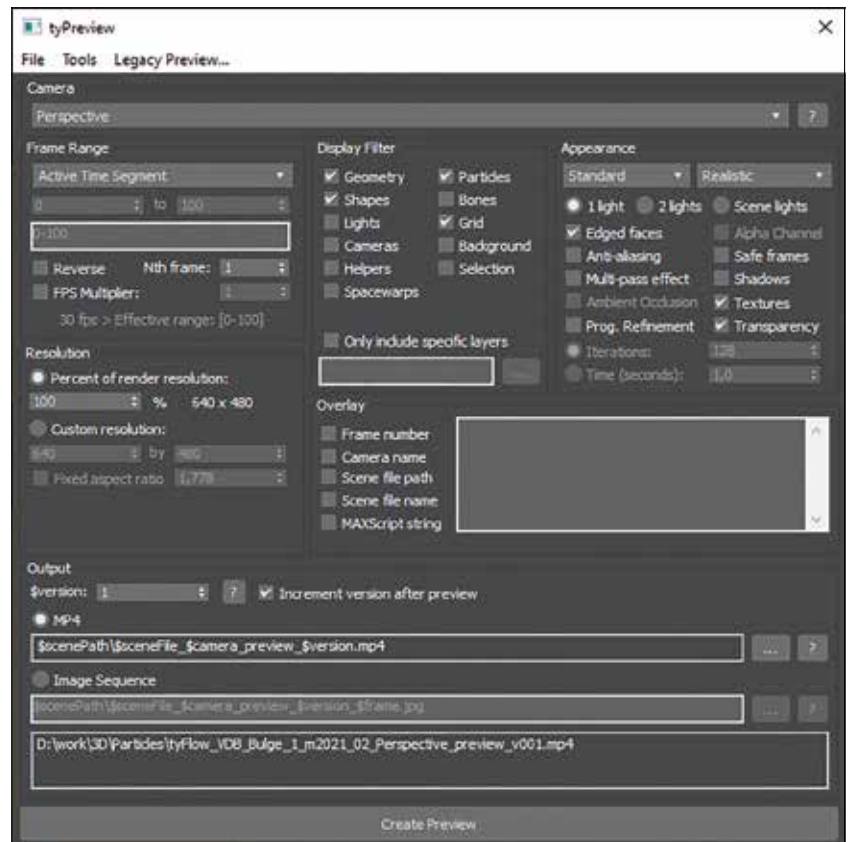 tyPreview
File Tools Legacy Preview...
Camera
Perspective ?
Frame Range
Active Time Segment
0 to 100
0-100
Reverse Nth frame: 1
FPS Multiplier: 1
30 fps > Effective range: [0-100]
Resolution
Percent of render resolution:
100 % 640 x 480
Custom resolution:
640 by 480
Fixed aspect ratio 1,778
Display Filter
Geometry Particles
Shapes Bones
Lights Grid
Cameras Background
Helpers Selection
Spacewarps
Only include specific layers
Overlay
Frame number
Camera name
Scene file path
Scene file name
MAXScript string
Appearance
Standard Realistic
1 light 2 lights Scene lights
Edged faces Alpha Channel
Anti-aliasing Safe frames
Multi-pass effect Shadows
Ambient Occlusion Textures
Prog. Refinement Transparency
Iterations: 128
Time (seconds): 1,0
Output
$version: 1 ? Increment version after preview
MP4
$scenePath\$sceneFile_$camera_preview_$version.mp4 ... ?
Image Sequence
$scenePath\$sceneFile_$camera_preview_$version_$frame.jpg ... ?
D:\work\3D\Particles\tyFlow_VDB_Bulge_1_m2021_02_Perspective_preview_v001.mp4
Create Preview